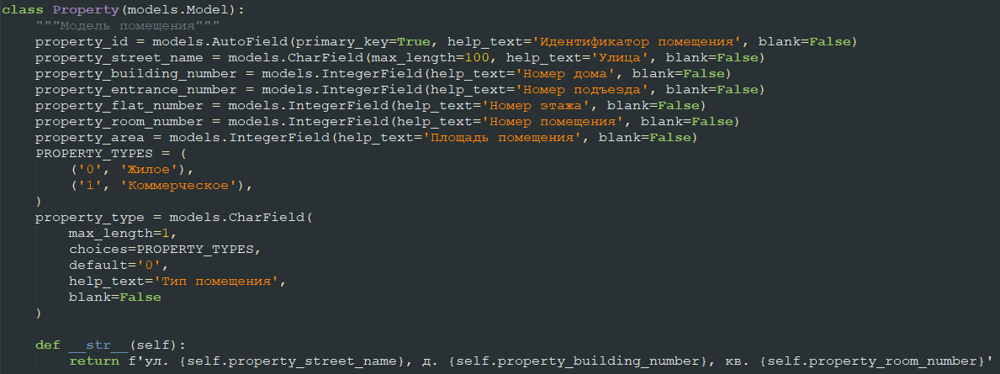 class Property(models.Model):
    """Модель помещения"""
    property_id = models.AutoField(primary_key=True, help_text='Идентификатор помещения', blank=False)
    property_street_name = models.CharField(max_length=100, help_text='Улица', blank=False)
    property_building_number = models.IntegerField(help_text='Номер дома', blank=False)
    property_entrance_number = models.IntegerField(help_text='Номер подъезда', blank=False)
    property_flat_number = models.IntegerField(help_text='Номер этажа', blank=False)
    property_room_number = models.IntegerField(help_text='Номер помещения', blank=False)
    property_area = models.IntegerField(help_text='Площадь помещения', blank=False)
    PROPERTY_TYPES = (
        ('0', 'Жилое'),
        ('1', 'Коммерческое'),
    )
    property_type = models.CharField(
        max_length=1,
        choices=PROPERTY_TYPES,
        default='0',
        help_text='Тип помещения',
        blank=False
    )
    def __str__(self):
        return f'ул. {self.property_street_name}, д. {self.property_building_number}, кв. {self.property_room_number}'